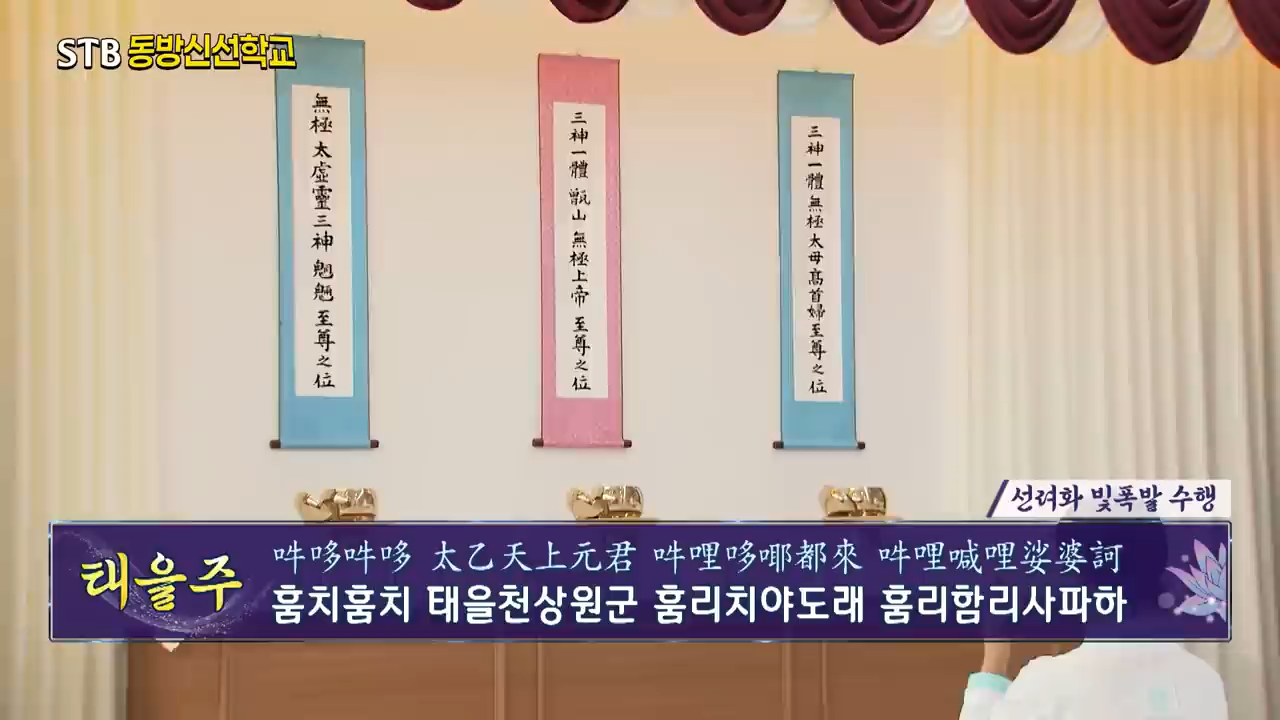 STB 동방신선학교
無極 太虛靈三神 至尊之位
三神一體 甑山 無極上帝 至尊之位
三神一體 無極太母高首婦至尊之位
선려화 빛폭발 수행
태을주
吽哆吽哆 太乙天上元君 吽哩哆哪都來 吽哩喊哩娑婆訶
훔치훔치 태을천상원군 훔리치야도래 훔리함리사파하